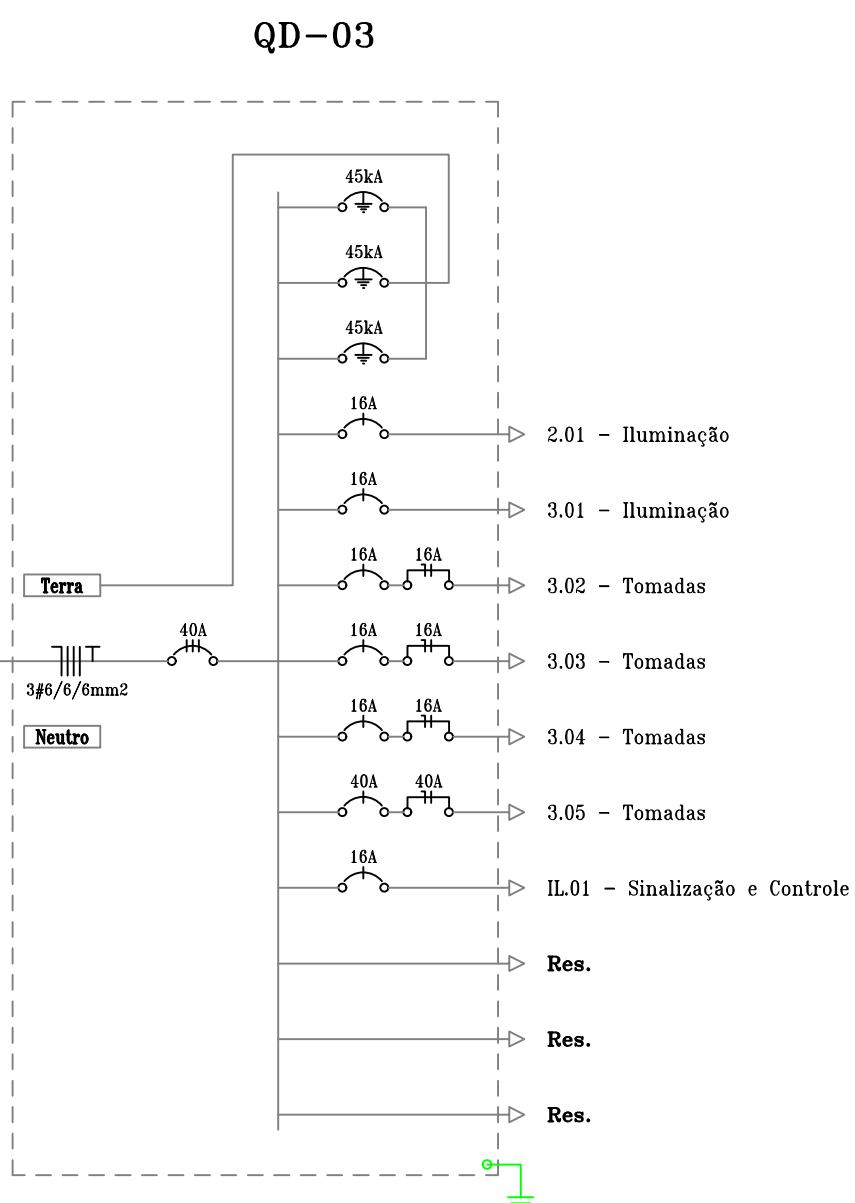 QD-03
45kA
45kA
45kA
16A
2.01 - Iluminação
16A
3.01 - Iluminação
16A 16A
Terra
3.02 - Tomadas
40A
16A 16A
3.03 - Tomadas
3#6/6/6mm2
16A 16A
Neutro
3.04 - Tomadas
40A 40A
3.05 - Tomadas
16A
IL.01 - Sinalização e Controle
Res.
Res.
Res.